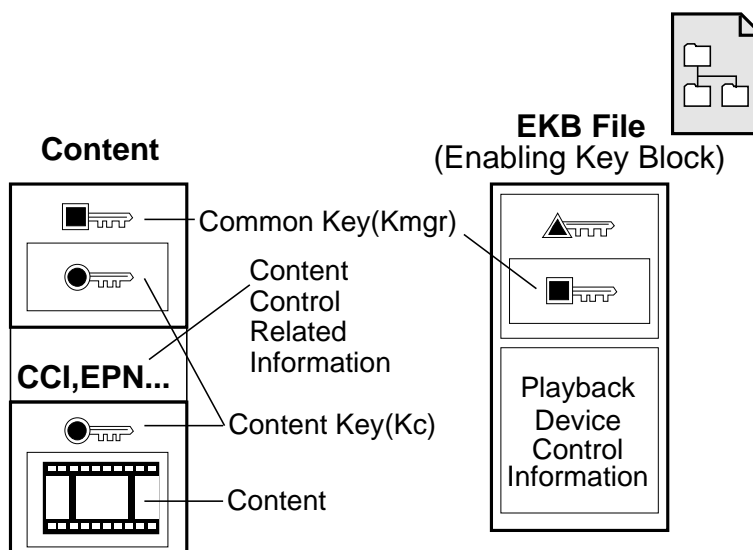 Content
EKB File
(Enabling Key Block)
Common Key(Kmgr)
Content
Control
Related
Information
CCI,EPN...
Content Key(Kc)
Content
Playback
Device
Control
Information